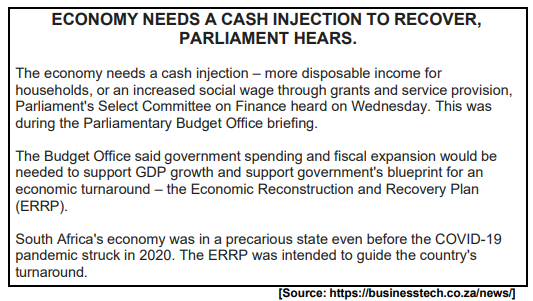 ECONOMY NEEDS A CASH INJECTION TO RECOVER,
PARLIAMENT HEARS.
The economy needs a cash injection – more disposable income for
households, or an increased social wage through grants and service provision,
Parliament's Select Committee on Finance heard on Wednesday. This was
during the Parliamentary Budget Office briefing.
The Budget Office said government spending and fiscal expansion would be
needed to support GDP growth and support government's blueprint for an
economic turnaround – the Economic Reconstruction and Recovery Plan
(ERRP).
South Africa's economy was in a precarious state even before the COVID-19
pandemic struck in 2020. The ERRP was intended to guide the country's
turnaround.
[Source: https://businesstech.co.za/news/]